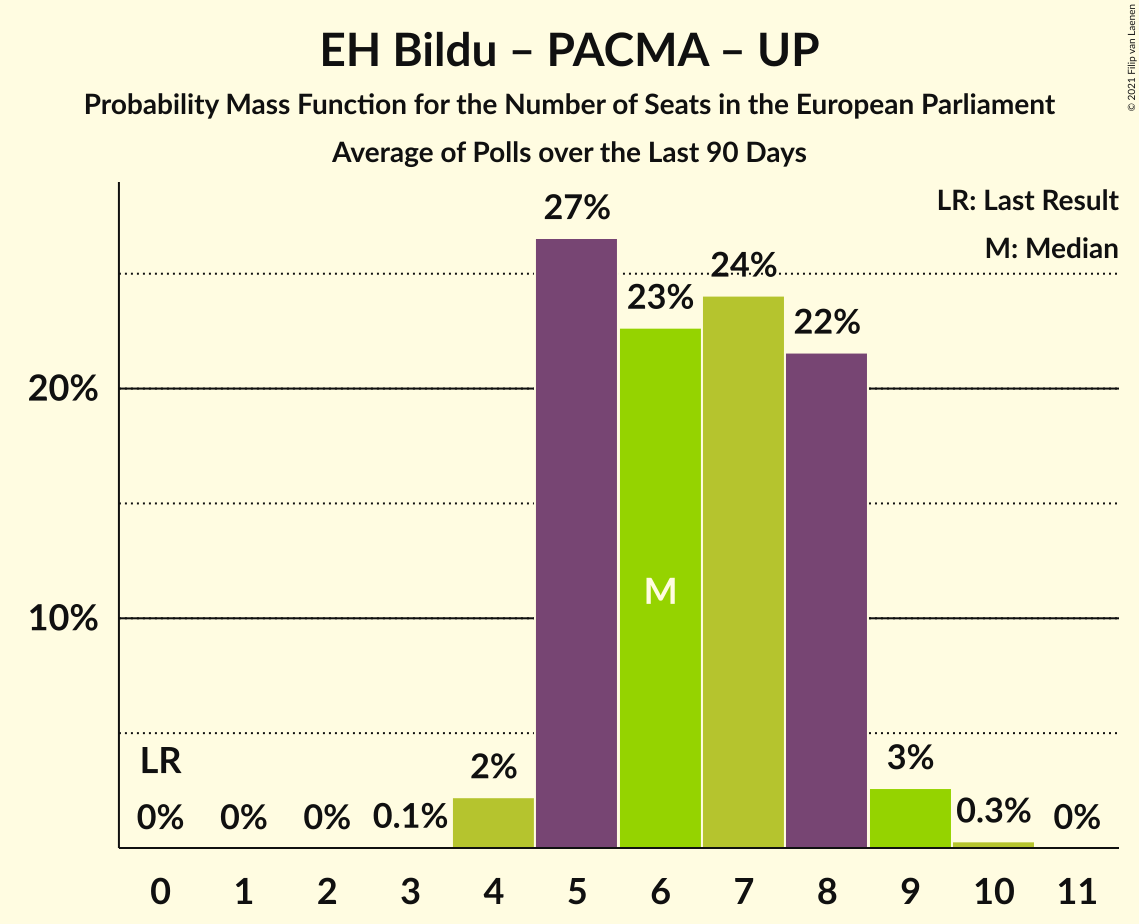 EH Bildu – PACMA – UP
Probability Mass Function for the Number of Seats in the European Parliament
Average of Polls over the Last 90 Days
© 2021 Filip van Laenen
LR: Last Result
M: Median
27%
24%
23%
22%
20%
10%
M
LR
0% 0% 0% 0.1% 2% 3% 0.3% 0%
0 1 2 3 4 5 6 7 8 9 10 11